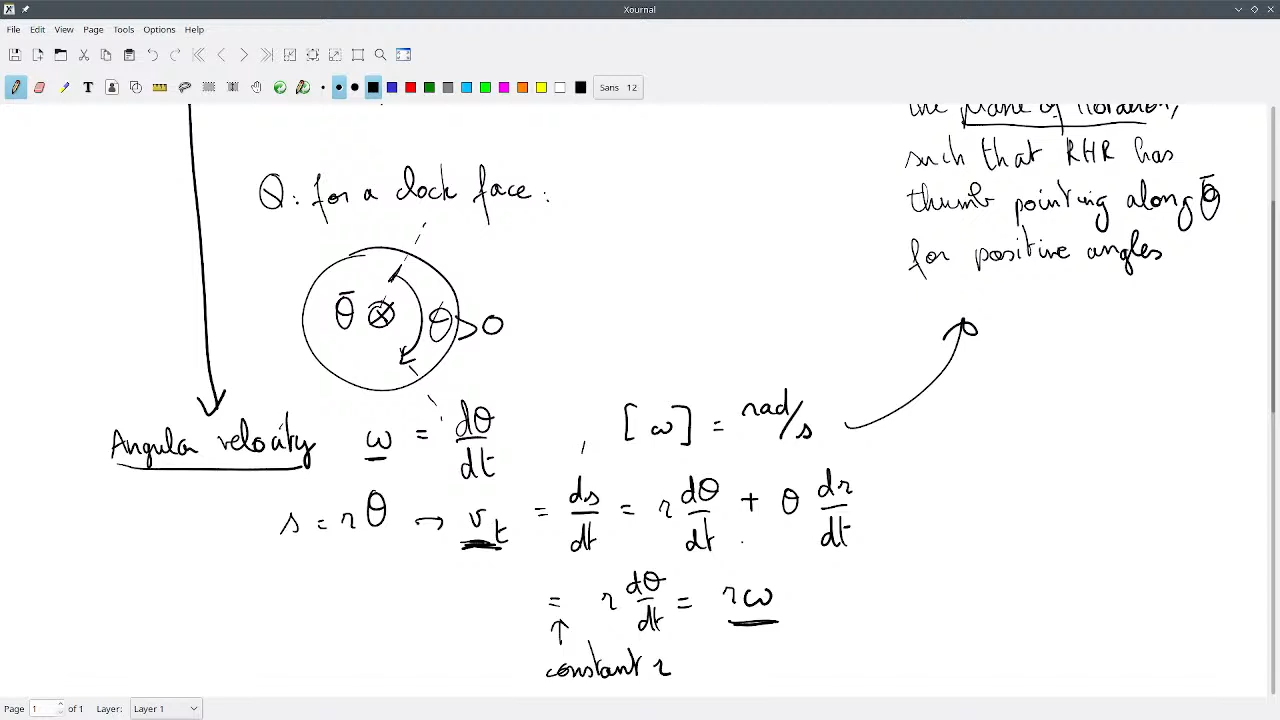 Xournal
File Edit View Page Tools Options Help
T Sans 12
the plane of rotation,
such that RHR has
thumb pointing along θ̄
for positive angles
Q: for a clock face:
θ̄ ⊗ θ > 0
Angular velocity ω = dθ/dt , [ω] = rad/s
s = rθ → v_t = ds/dt = r dθ/dt + θ dr/dt
= r dθ/dt = rω
↑
constant r
Page 1 of 1 Layer: Layer 1